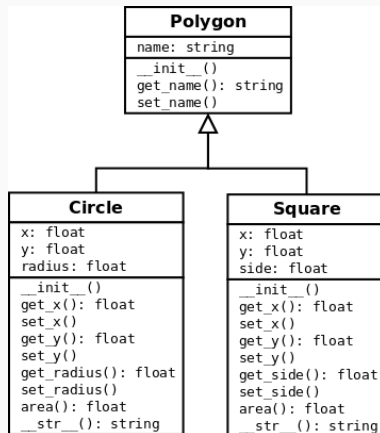 Polygon
name: string
__init__()
get_name(): string
set_name()
Circle
x: float
y: float
radius: float
__init__()
get_x(): float
set_x()
get_y(): float
set_y()
get_radius(): float
set_radius()
area(): float
__str__(): string
Square
x: float
y: float
side: float
__init__()
get_x(): float
set_x()
get_y(): float
set_y()
get_side(): float
set_side()
area(): float
__str__(): string